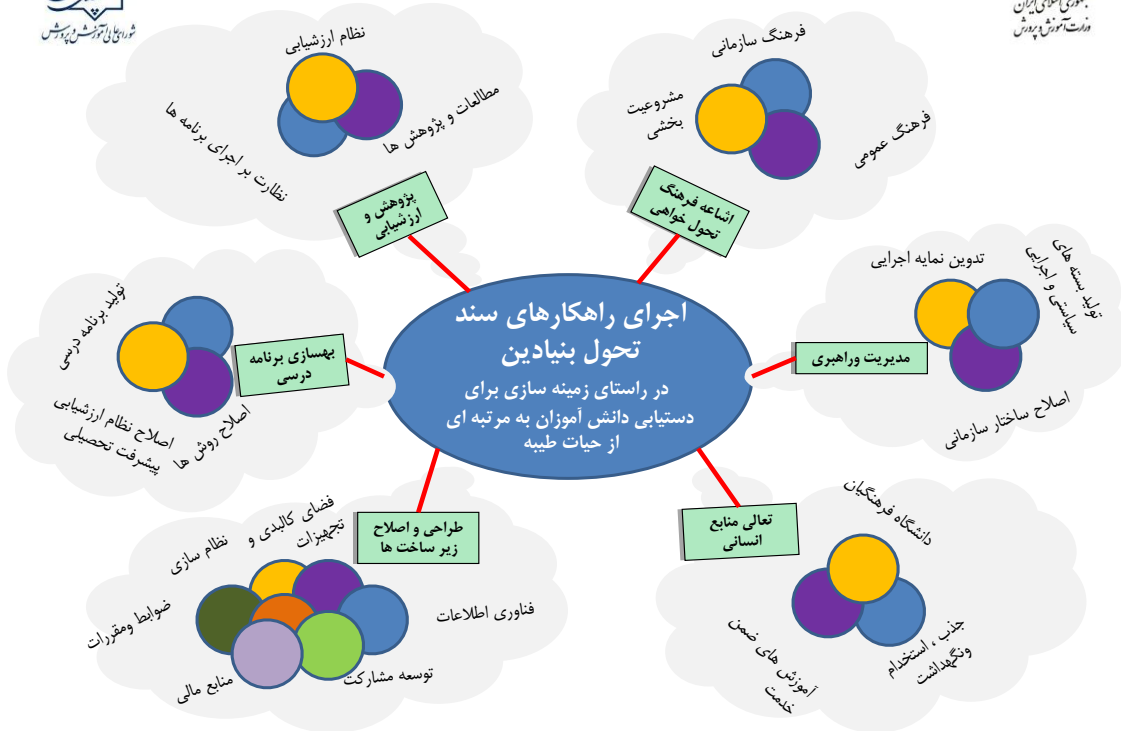 شورای عالی آموزش و پرورش
جمهوری اسلامی ایران
وزارت آموزش و پرورش
نظام ارزشیابی
مطالعات و پژوهش ها
نظارت بر اجرای برنامه ها
پژوهش و
ارزشیابی
فرهنگ سازمانی
مشروعیت
بخشی
فرهنگ عمومی
اشاعه فرهنگ
تحول خواهی
تدوین نمایه اجرایی
تولید بسته های
سیاستی و اجرایی
اصلاح ساختار سازمانی
مدیریت وراهبری
اجرای راهکارهای سند
تحول بنیادین
در راستای زمینه سازی برای
دستیابی دانش آموزان به مرتبه ای
از حیات طیبه
تولید برنامه درسی
بهسازی برنامه
درسی
اصلاح روش ها
اصلاح نظام ارزشیابی
پیشرفت تحصیلی
طراحی و اصلاح
زیر ساخت ها
فضای کالبدی و
تجهیزات
نظام سازی
ضوابط ومقررات
منابع مالی
توسعه مشارکت
فناوری اطلاعات
تعالی منابع
انسانی
دانشگاه فرهنگیان
جذب ، استخدام
ونگهداشت
آموزش های ضمن
خدمت